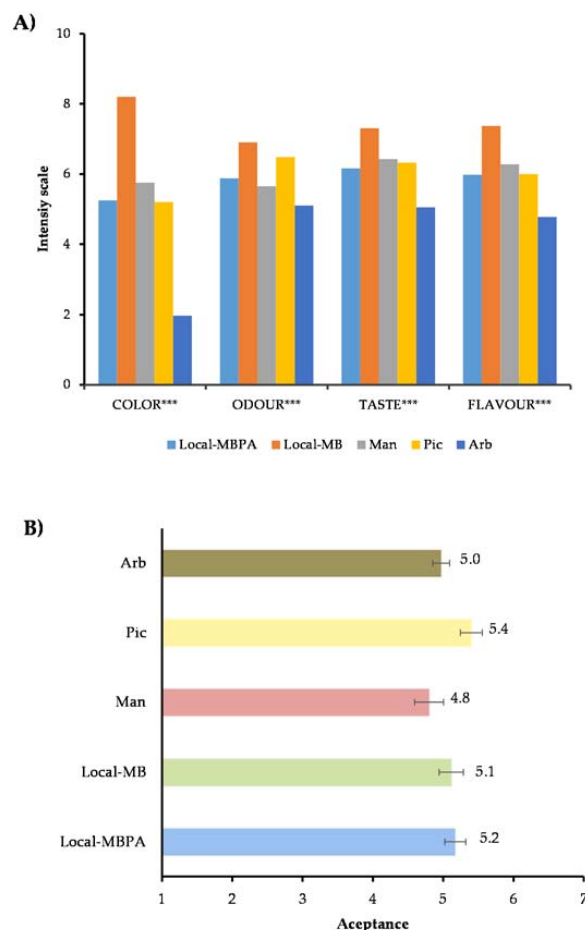 A)
10
8
6
4
2
0
Intensiy scale
COLOR*** ODOUR*** TASTE*** FLAVOUR***
Local-MBPA Local-MB Man Pic Arb
B)
Arb 5.0
Pic 5.4
Man 4.8
Local-MB 5.1
Local-MBPA 5.2
1 2 3 4 5 6 7
Aceptance